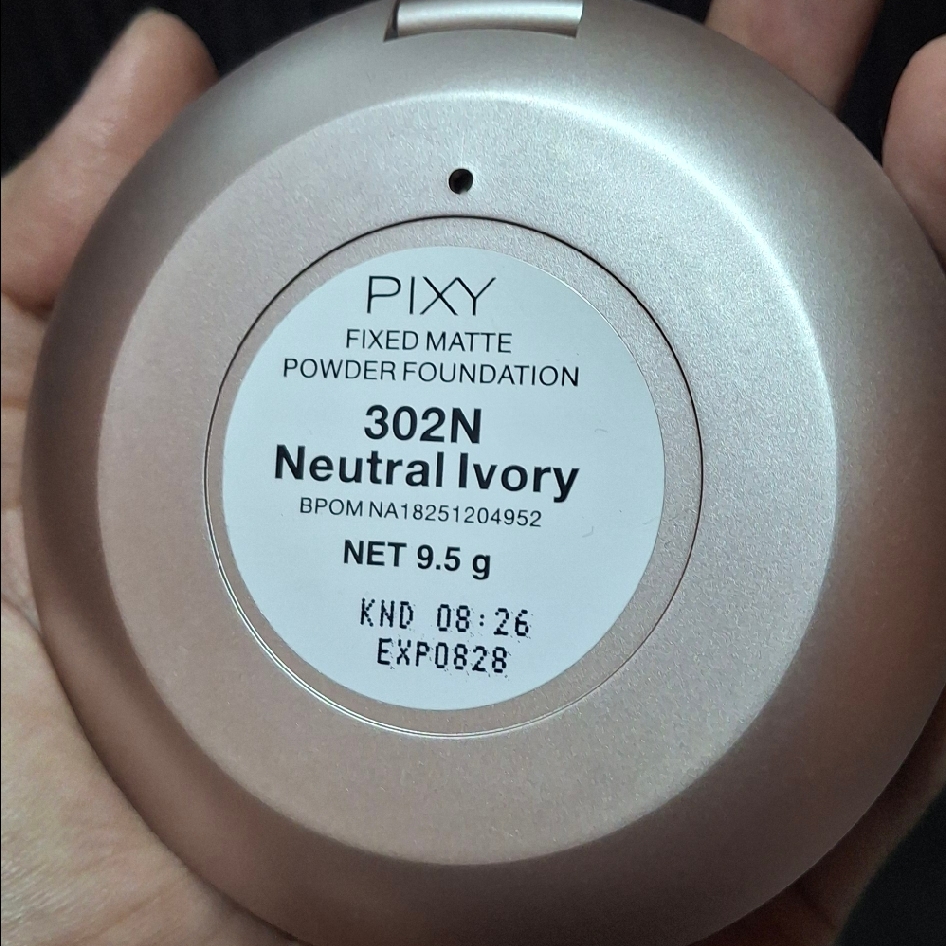 PIXY
FIXED MATTE
POWDER FOUNDATION
302N
Neutral Ivory
BPOM NA18251204952
NET 9.5 g
KND 08:26
EXP0828